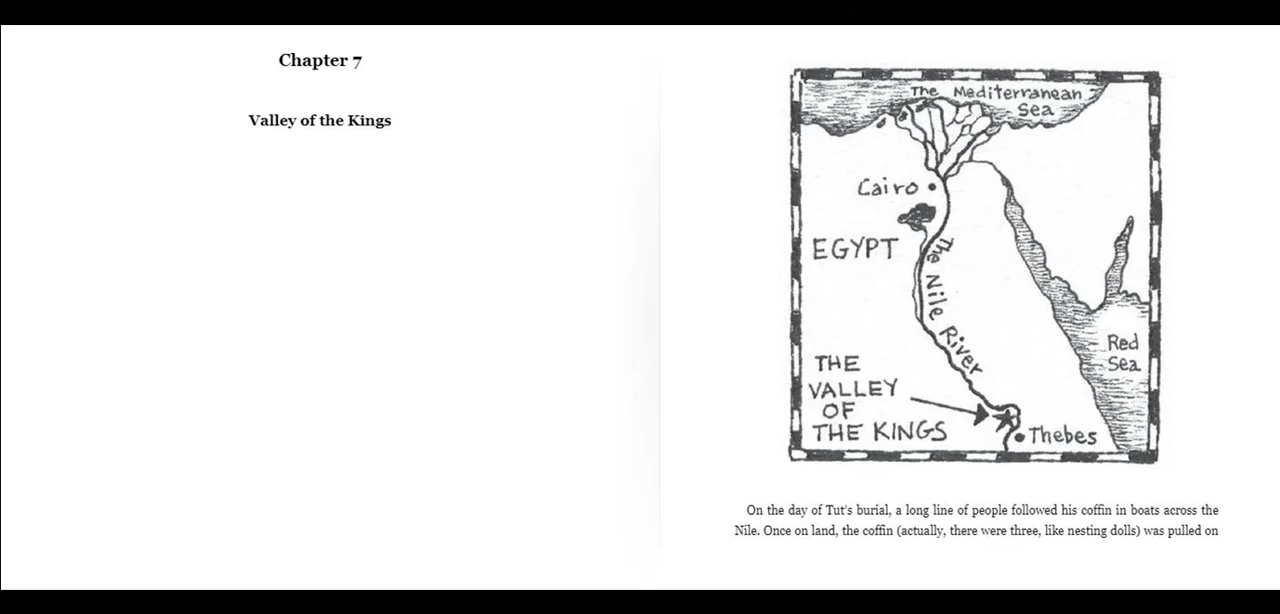 Chapter 7
Valley of the Kings
The Mediterranean
Sea
Cairo
EGYPT
The Nile River
Red
Sea
THE
VALLEY
OF
THE KINGS
Thebes
On the day of Tut's burial, a long line of people followed his coffin in boats across the
Nile. Once on land, the coffin (actually, there were three, like nesting dolls) was pulled on